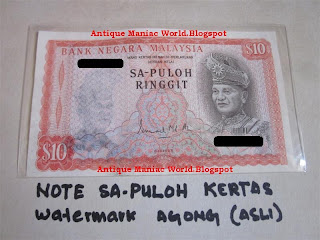 Antique Maniac World.Blogspot
BANK NEGARA MALAYSIA
$10
SA-PULOH
RINGGIT
$10
Antique Maniac World.Blogspot
NOTE SA-PULOH KERTAS
Watermark AGONG (ASLI)